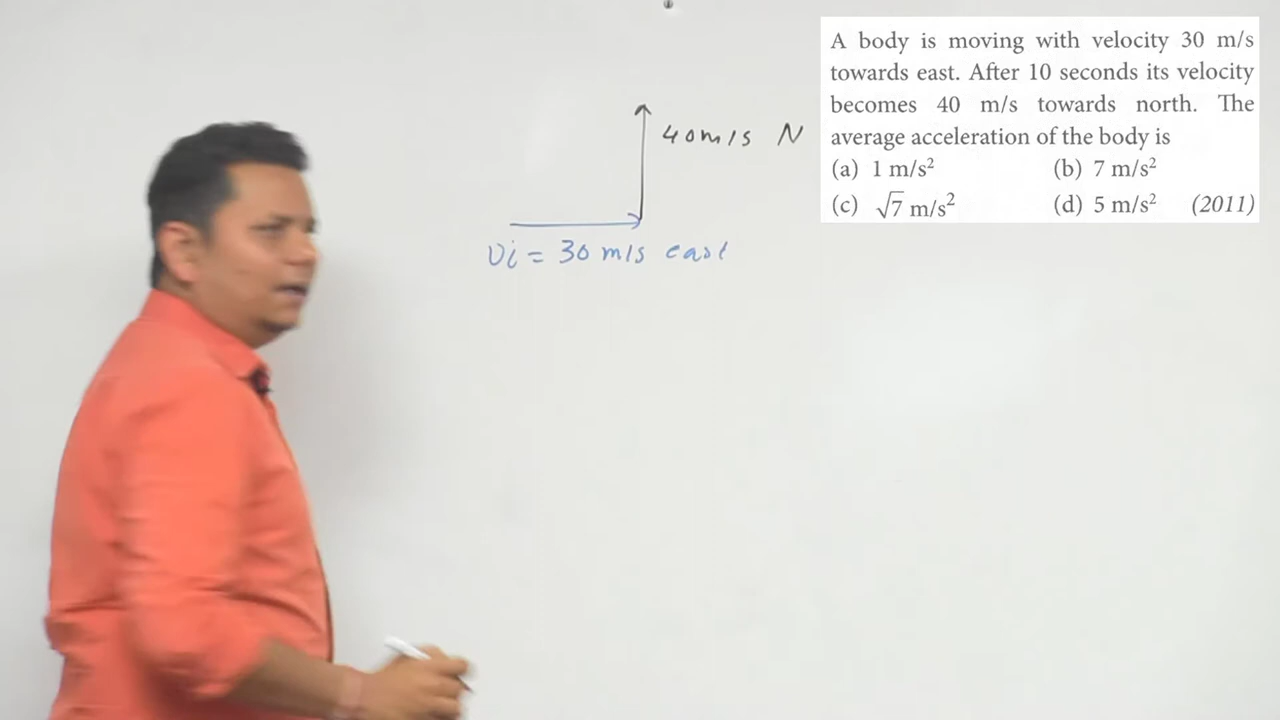 A body is moving with velocity 30 m/s
towards east. After 10 seconds its velocity
becomes 40 m/s towards north. The
average acceleration of the body is
(a) 1 m/s² (b) 7 m/s²
(c) √7 m/s² (d) 5 m/s² (2011)
40m/s N
vi = 30 m/s east